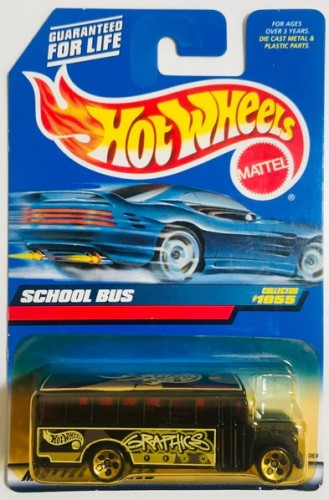 GUARANTEED
FOR LIFE
FOR AGES
OVER 3 YEARS
DIE CAST METAL &
PLASTIC PARTS
HOT WHEELS
MATTEL
®
SCHOOL BUS
COLLECTOR
#1055
069
HOT WHEELS
GRAPHICS